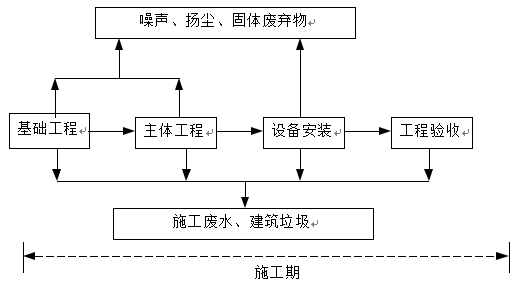 噪声、扬尘、固体废弃物
基础工程
主体工程
设备安装
工程验收
施工废水、建筑垃圾
施工期